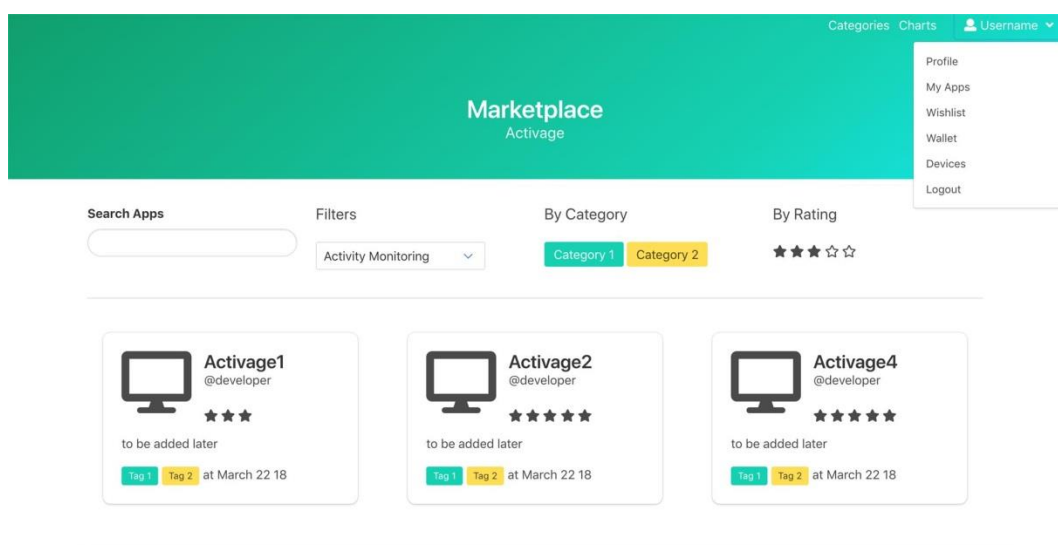 Categories Charts Username
Profile
My Apps
Wishlist
Wallet
Devices
Logout
Marketplace
Activage
Search Apps
Filters
Activity Monitoring
By Category
Category 1 Category 2
By Rating
Activage1
@developer
to be added later
Tag 1 Tag 2 at March 22 18
Activage2
@developer
to be added later
Tag 1 Tag 2 at March 22 18
Activage4
@developer
to be added later
Tag 1 Tag 2 at March 22 18